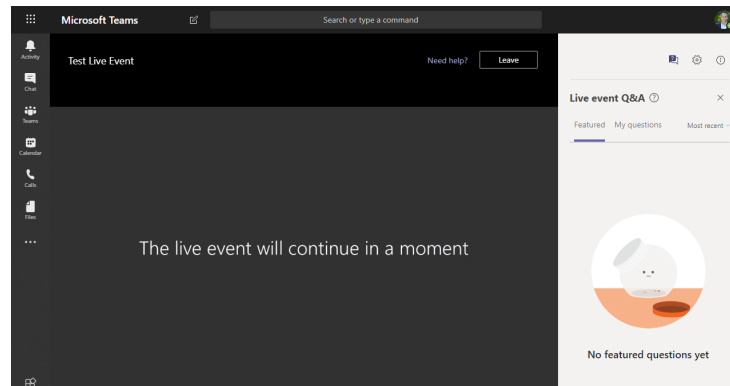 Microsoft Teams
Search or type a command
Activity
Chat
Teams
Calendar
Calls
Files
Test Live Event
Need help?
Leave
The live event will continue in a moment
Live event Q&A
Featured
My questions
Most recent
No featured questions yet